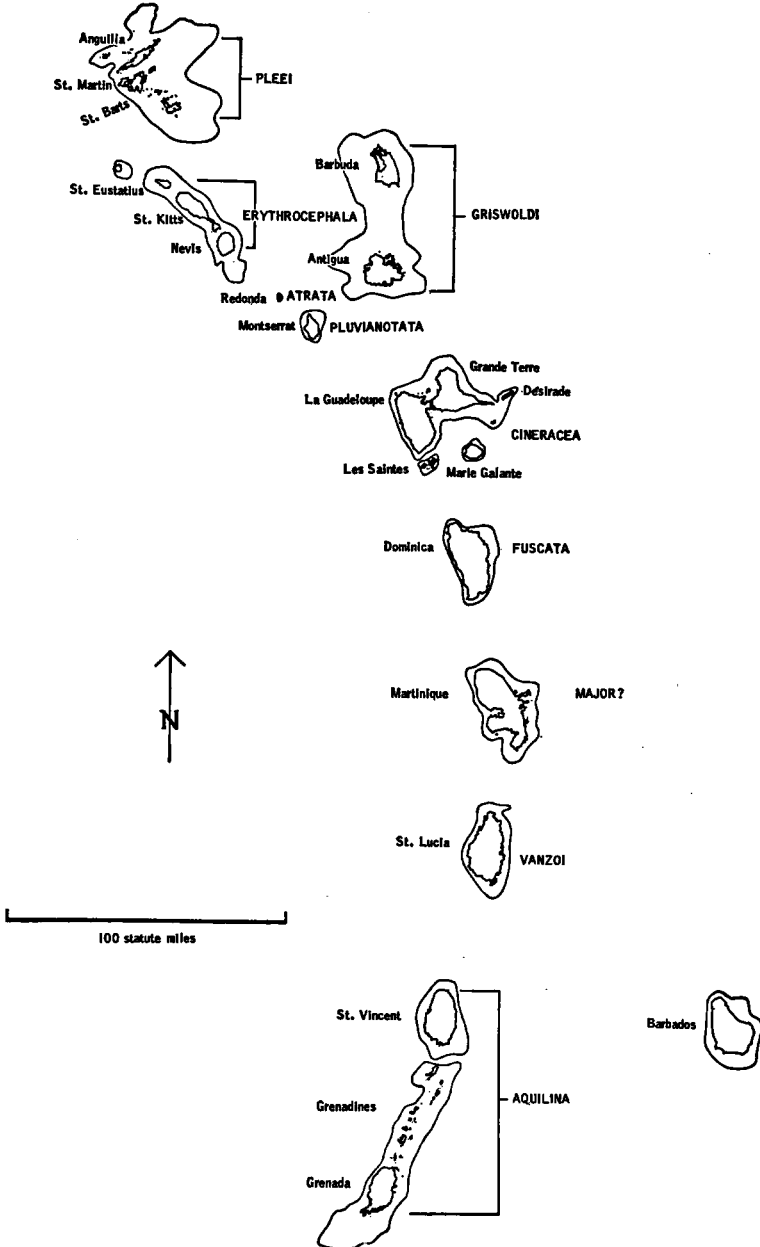 Anguilla
PLEEI
St. Martin
St. Barts
Barbuda
St. Eustatius
ERYTHROCEPHALA
GRISWOLDI
St. Kitts
Nevis
Antigua
Redonda
ATRATA
Montserrat
PLUVIANOTATA
Grande Terre
La Guadeloupe
Desirade
CINERACEA
Les Saintes
Marie Galante
Dominica
FUSCATA
Martinique
MAJOR?
N
St. Lucia
VANZOI
100 statute miles
St. Vincent
Barbados
Grenadines
AQUILINA
Grenada